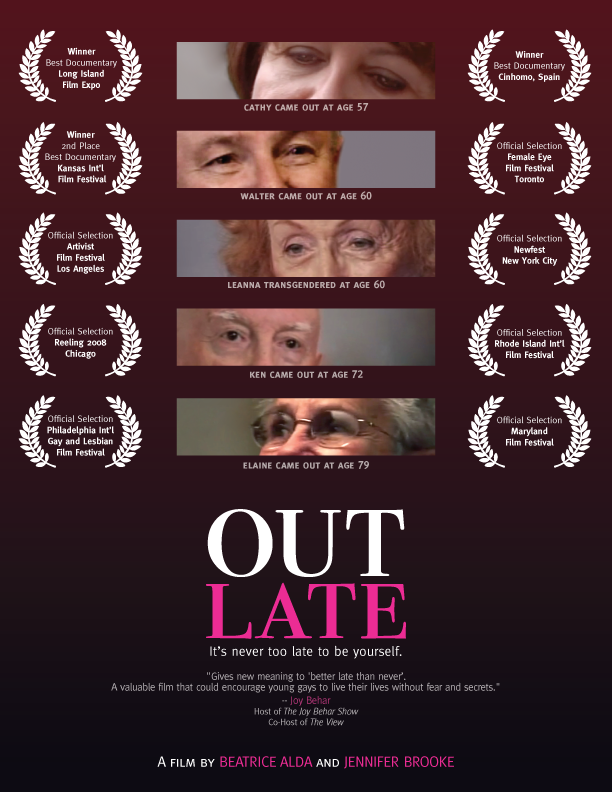 Winner
Best Documentary
Long Island
Film Expo
Winner
Best Documentary
Cinhomo, Spain
CATHY CAME OUT AT AGE 57
Winner
2nd Place
Best Documentary
Kansas Int'l
Film Festival
Official Selection
Female Eye
Film Festival
Toronto
WALTER CAME OUT AT AGE 60
Official Selection
Artivist
Film Festival
Los Angeles
Official Selection
Newfest
New York City
LEANNA TRANSGENDERED AT AGE 60
Official Selection
Reeling 2008
Chicago
Official Selection
Rhode Island Int'l
Film Festival
KEN CAME OUT AT AGE 72
Official Selection
Philadelphia Int'l
Gay and Lesbian
Film Festival
Official Selection
Maryland
Film Festival
ELAINE CAME OUT AT AGE 79
OUT
LATE
It's never too late to be yourself.
"Gives new meaning to 'better late than never'.
A valuable film that could encourage young gays to live their lives without fear and secrets."
-- Joy Behar
Host of The Joy Behar Show
Co-Host of The View
A FILM BY BEATRICE ALDA AND JENNIFER BROOKE